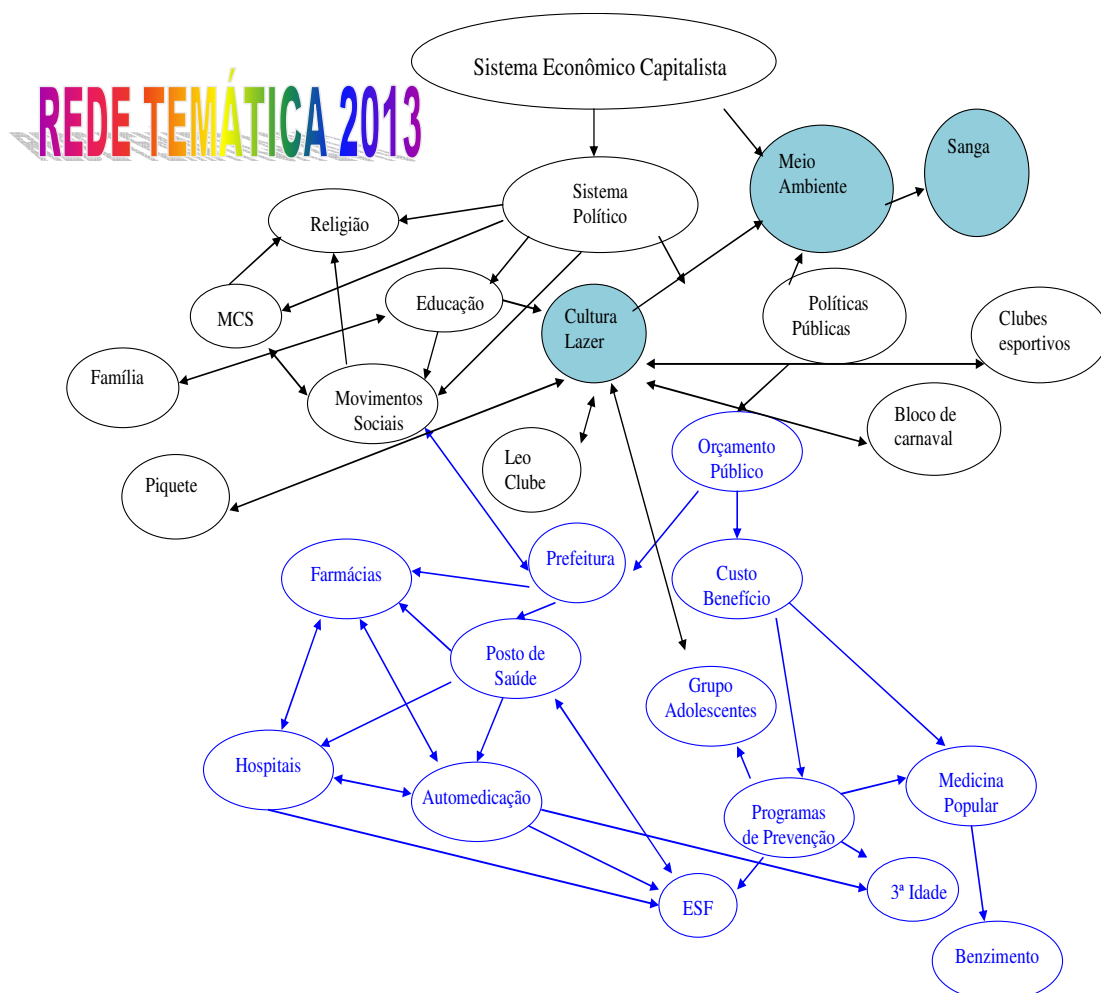 Sistema Econômico Capitalista
REDE TEMÁTICA 2013
Meio
Ambiente
Sanga
Sistema
Político
Religião
MCS
Educação
Cultura
Lazer
Políticas
Públicas
Clubes
esportivos
Família
Movimentos
Sociais
Bloco de
carnaval
Leo
Clube
Orçamento
Público
Piquete
Prefeitura
Farmácias
Custo
Benefício
Posto de
Saúde
Grupo
Adolescentes
Hospitais
Automedicação
Medicina
Popular
Programas
de Prevenção
3ª Idade
ESF
Benzimento